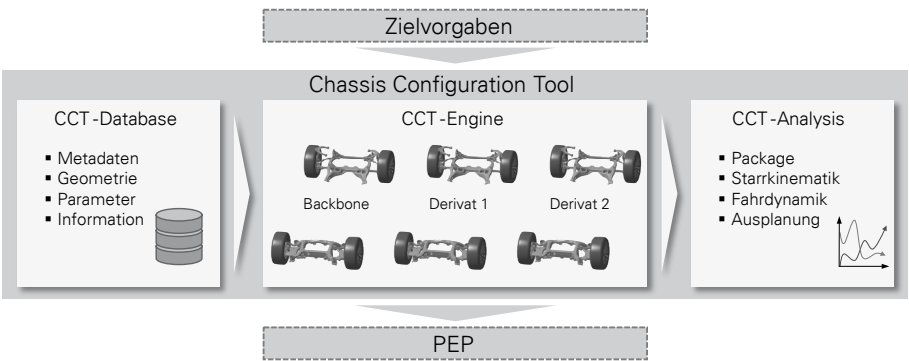 Zielvorgaben
Chassis Configuration Tool
CCT-Database
▪ Metadaten
▪ Geometrie
▪ Parameter
▪ Information
CCT-Engine
Backbone
Derivat 1
Derivat 2
CCT-Analysis
▪ Package
▪ Starrkinematik
▪ Fahrdynamik
▪ Ausplanung
PEP